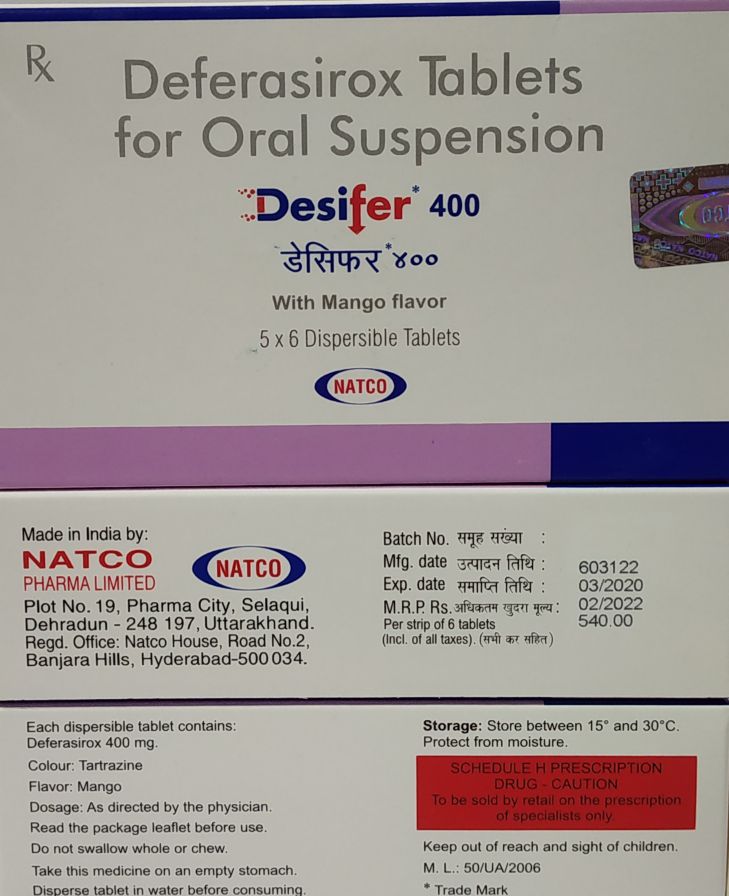 Rx
Deferasirox Tablets
for Oral Suspension
Desifer* 400
डेसिफर* ४००
With Mango flavor
5 x 6 Dispersible Tablets
NATCO
Made in India by:
NATCO
PHARMA LIMITED
NATCO
Plot No. 19, Pharma City, Selaqui,
Dehradun - 248 197, Uttarakhand.
Regd. Office: Natco House, Road No.2,
Banjara Hills, Hyderabad-500 034.
Batch No. समूह संख्या :
Mfg. date उत्पादन तिथि :
Exp. date समाप्ति तिथि :
M.R.P. Rs. अधिकतम खुदरा मूल्य :
Per strip of 6 tablets
(Incl. of all taxes). (सभी कर सहित)
603122
03/2020
02/2022
540.00
Each dispersible tablet contains:
Deferasirox 400 mg.
Colour: Tartrazine
Flavor: Mango
Dosage: As directed by the physician.
Read the package leaflet before use.
Do not swallow whole or chew.
Take this medicine on an empty stomach.
Disperse tablet in water before consuming.
Storage: Store between 15° and 30°C.
Protect from moisture.
SCHEDULE H PRESCRIPTION
DRUG - CAUTION
To be sold by retail on the prescription
of specialists only.
Keep out of reach and sight of children.
M. L.: 50/UA/2006
* Trade Mark